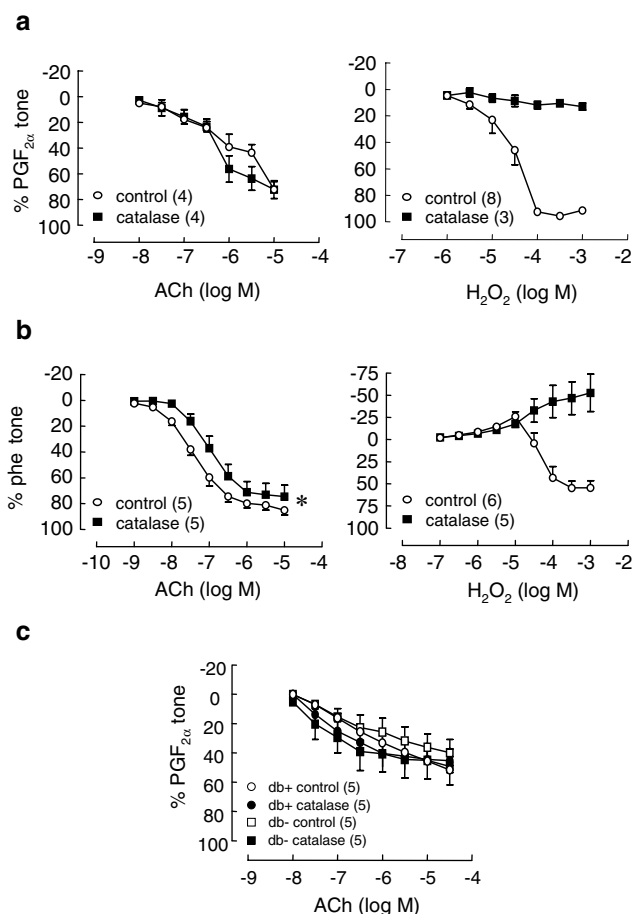 a
-20
0
20
40
60
80
100
% PGF2α tone
control (4)
catalase (4)
-9 -8 -7 -6 -5 -4
ACh (log M)
-20
0
20
40
60
80
100
control (8)
catalase (3)
-7 -6 -5 -4 -3 -2
H2O2 (log M)
b
-20
0
20
40
60
80
100
% phe tone
*
control (5)
catalase (5)
-10 -9 -8 -7 -6 -5 -4
ACh (log M)
-75
-50
-25
0
25
50
75
control (6)
catalase (5)
-8 -7 -6 -5 -4 -3 -2
H2O2 (log M)
c
-20
0
20
40
60
80
100
% PGF2α tone
db+ control (5)
db+ catalase (5)
db- control (5)
db- catalase (5)
-9 -8 -7 -6 -5 -4
ACh (log M)